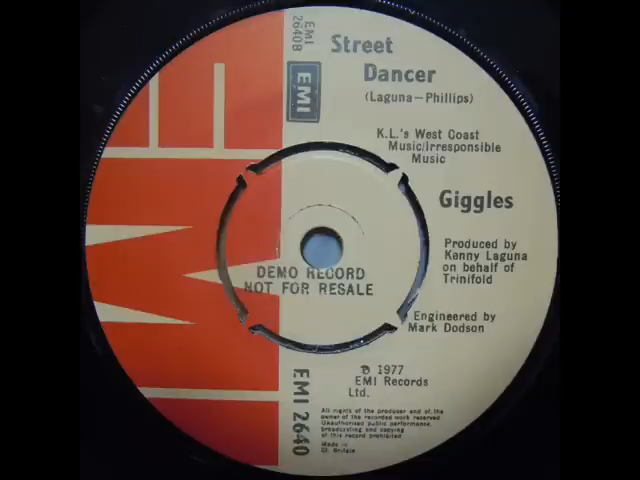 EMI
2640B
EMI
Street
Dancer
(Laguna-Phillips)
K.L.'s West Coast
Music/Irresponsible
Music
Giggles
Produced by
Kenny Laguna
on behalf of
Trinifold
DEMO RECORD
NOT FOR RESALE
Engineered by
Mark Dodson
℗ 1977
EMI Records
Ltd.
EMI 2640
All rights of the producer and of the
owner of the recorded work reserved
Unauthorised public performance,
broadcasting and copying
of this record prohibited
Made in
Gt. Britain
EMI